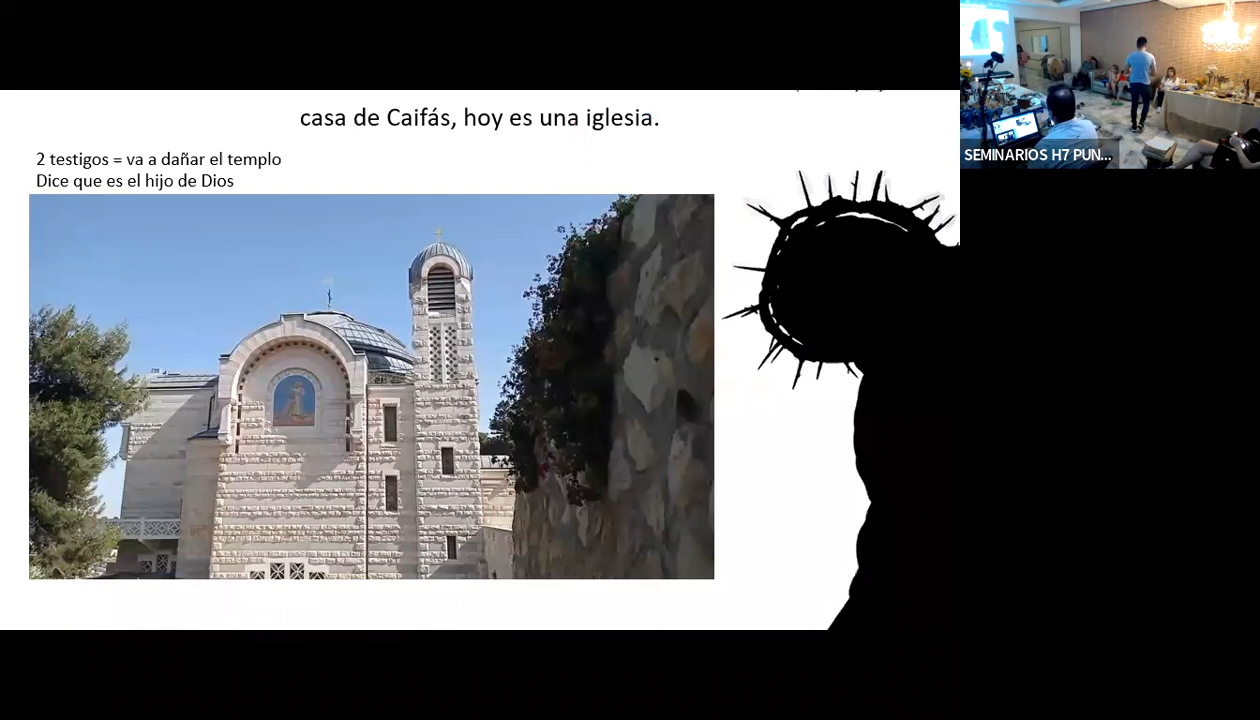 casa de Caifás, hoy es una iglesia.
2 testigos = va a dañar el templo
Dice que es el hijo de Dios
SEMINARIOS H7 PUN...